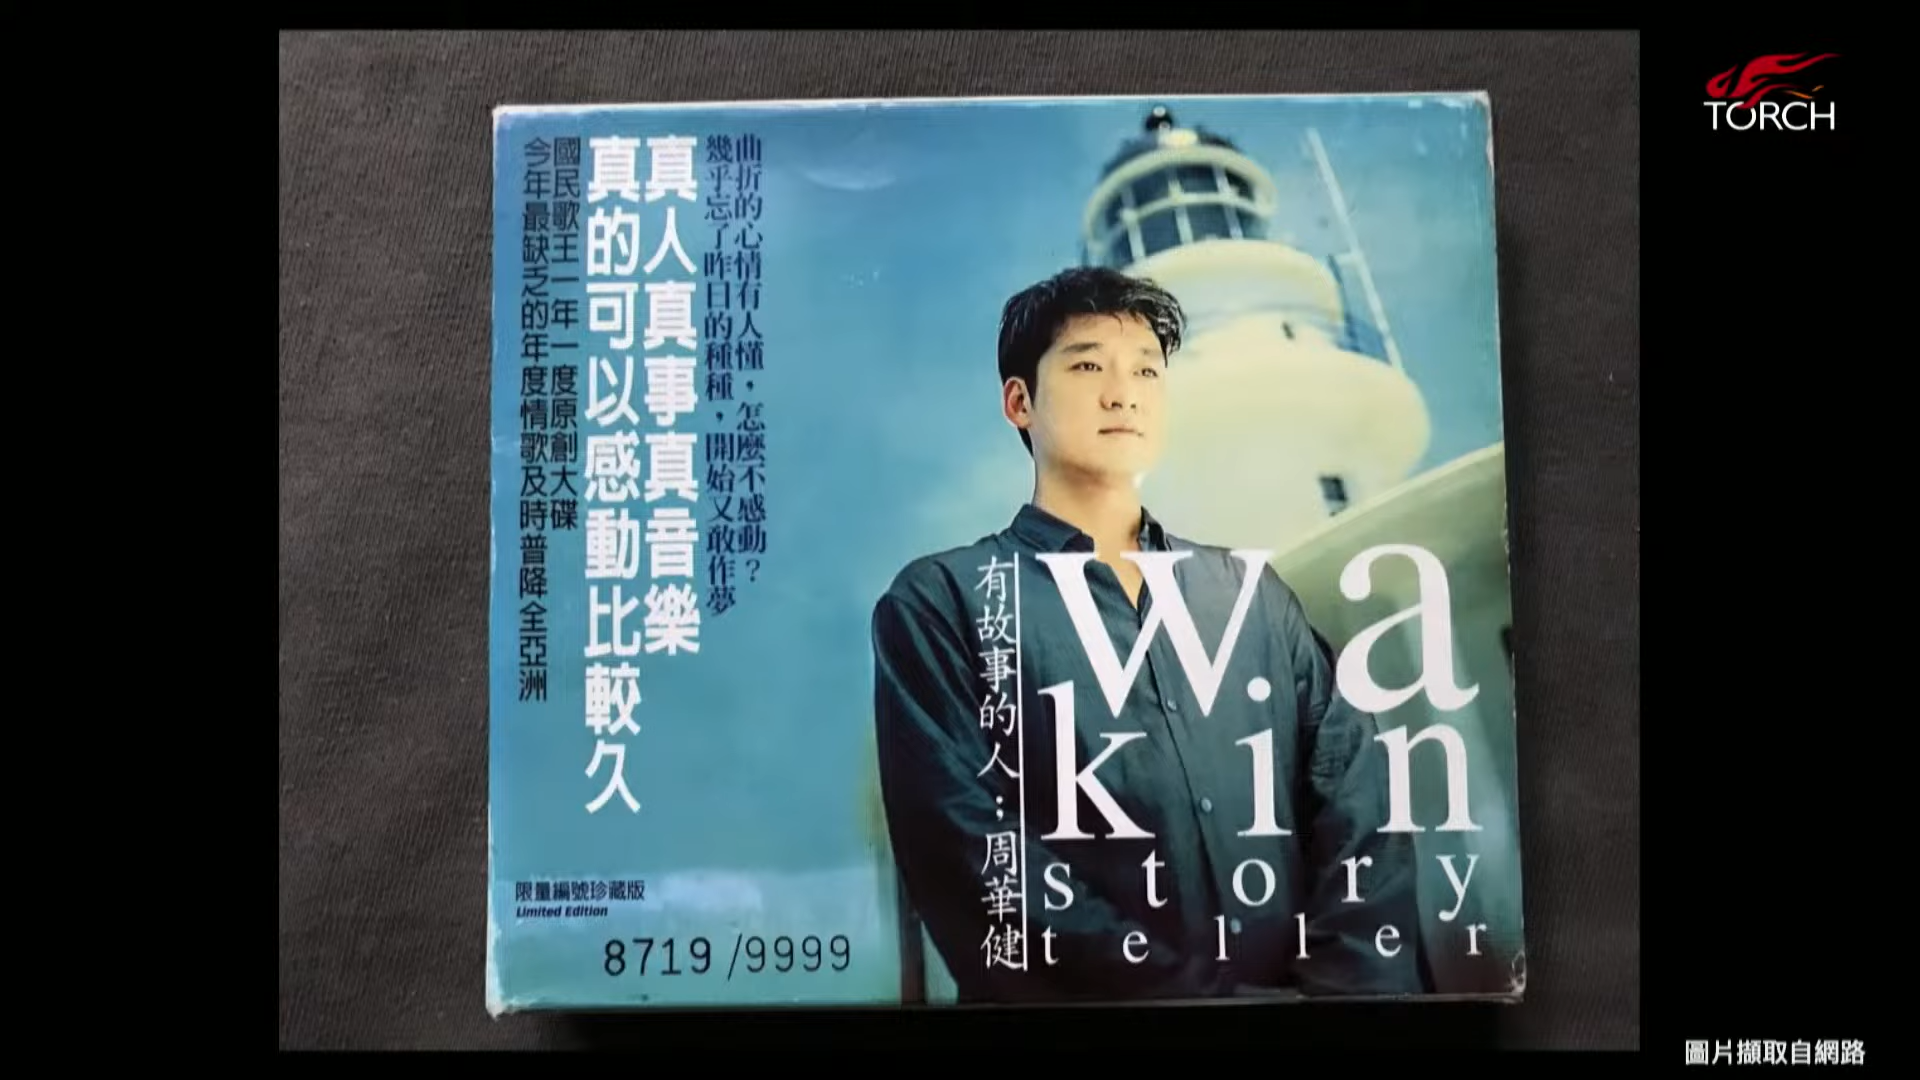 TORCH
曲折的心情有人懂，怎麼不感動？
幾乎忘了昨日的種種，開始又敢作夢
真人真事真音樂
真的可以感動比較久
國民歌王一年一度原創大碟
今年最缺乏的年度情歌及時普降全亞洲
有故事的人；周華健
wa
kin
story
teller
限量編號珍藏版
Limited Edition
8719 /9999
圖片擷取自網路